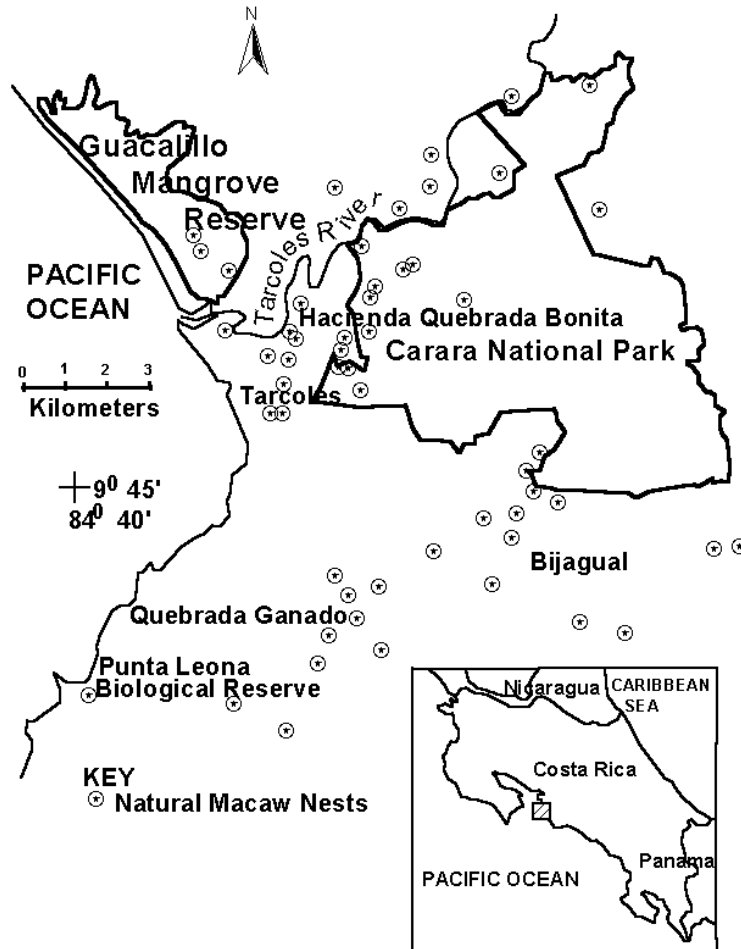 N
Guacalillo
Mangrove
Reserve
Tarcoles River
PACIFIC
OCEAN
Hacienda Quebrada Bonita
Carara National Park
0 1 2 3
Kilometers
Tarcoles
9⁰ 45'
84⁰ 40'
Bijagual
Quebrada Ganado
Punta Leona
Biological Reserve
KEY
Natural Macaw Nests
Nicaragua
CARIBBEAN
SEA
Costa Rica
Panama
PACIFIC OCEAN